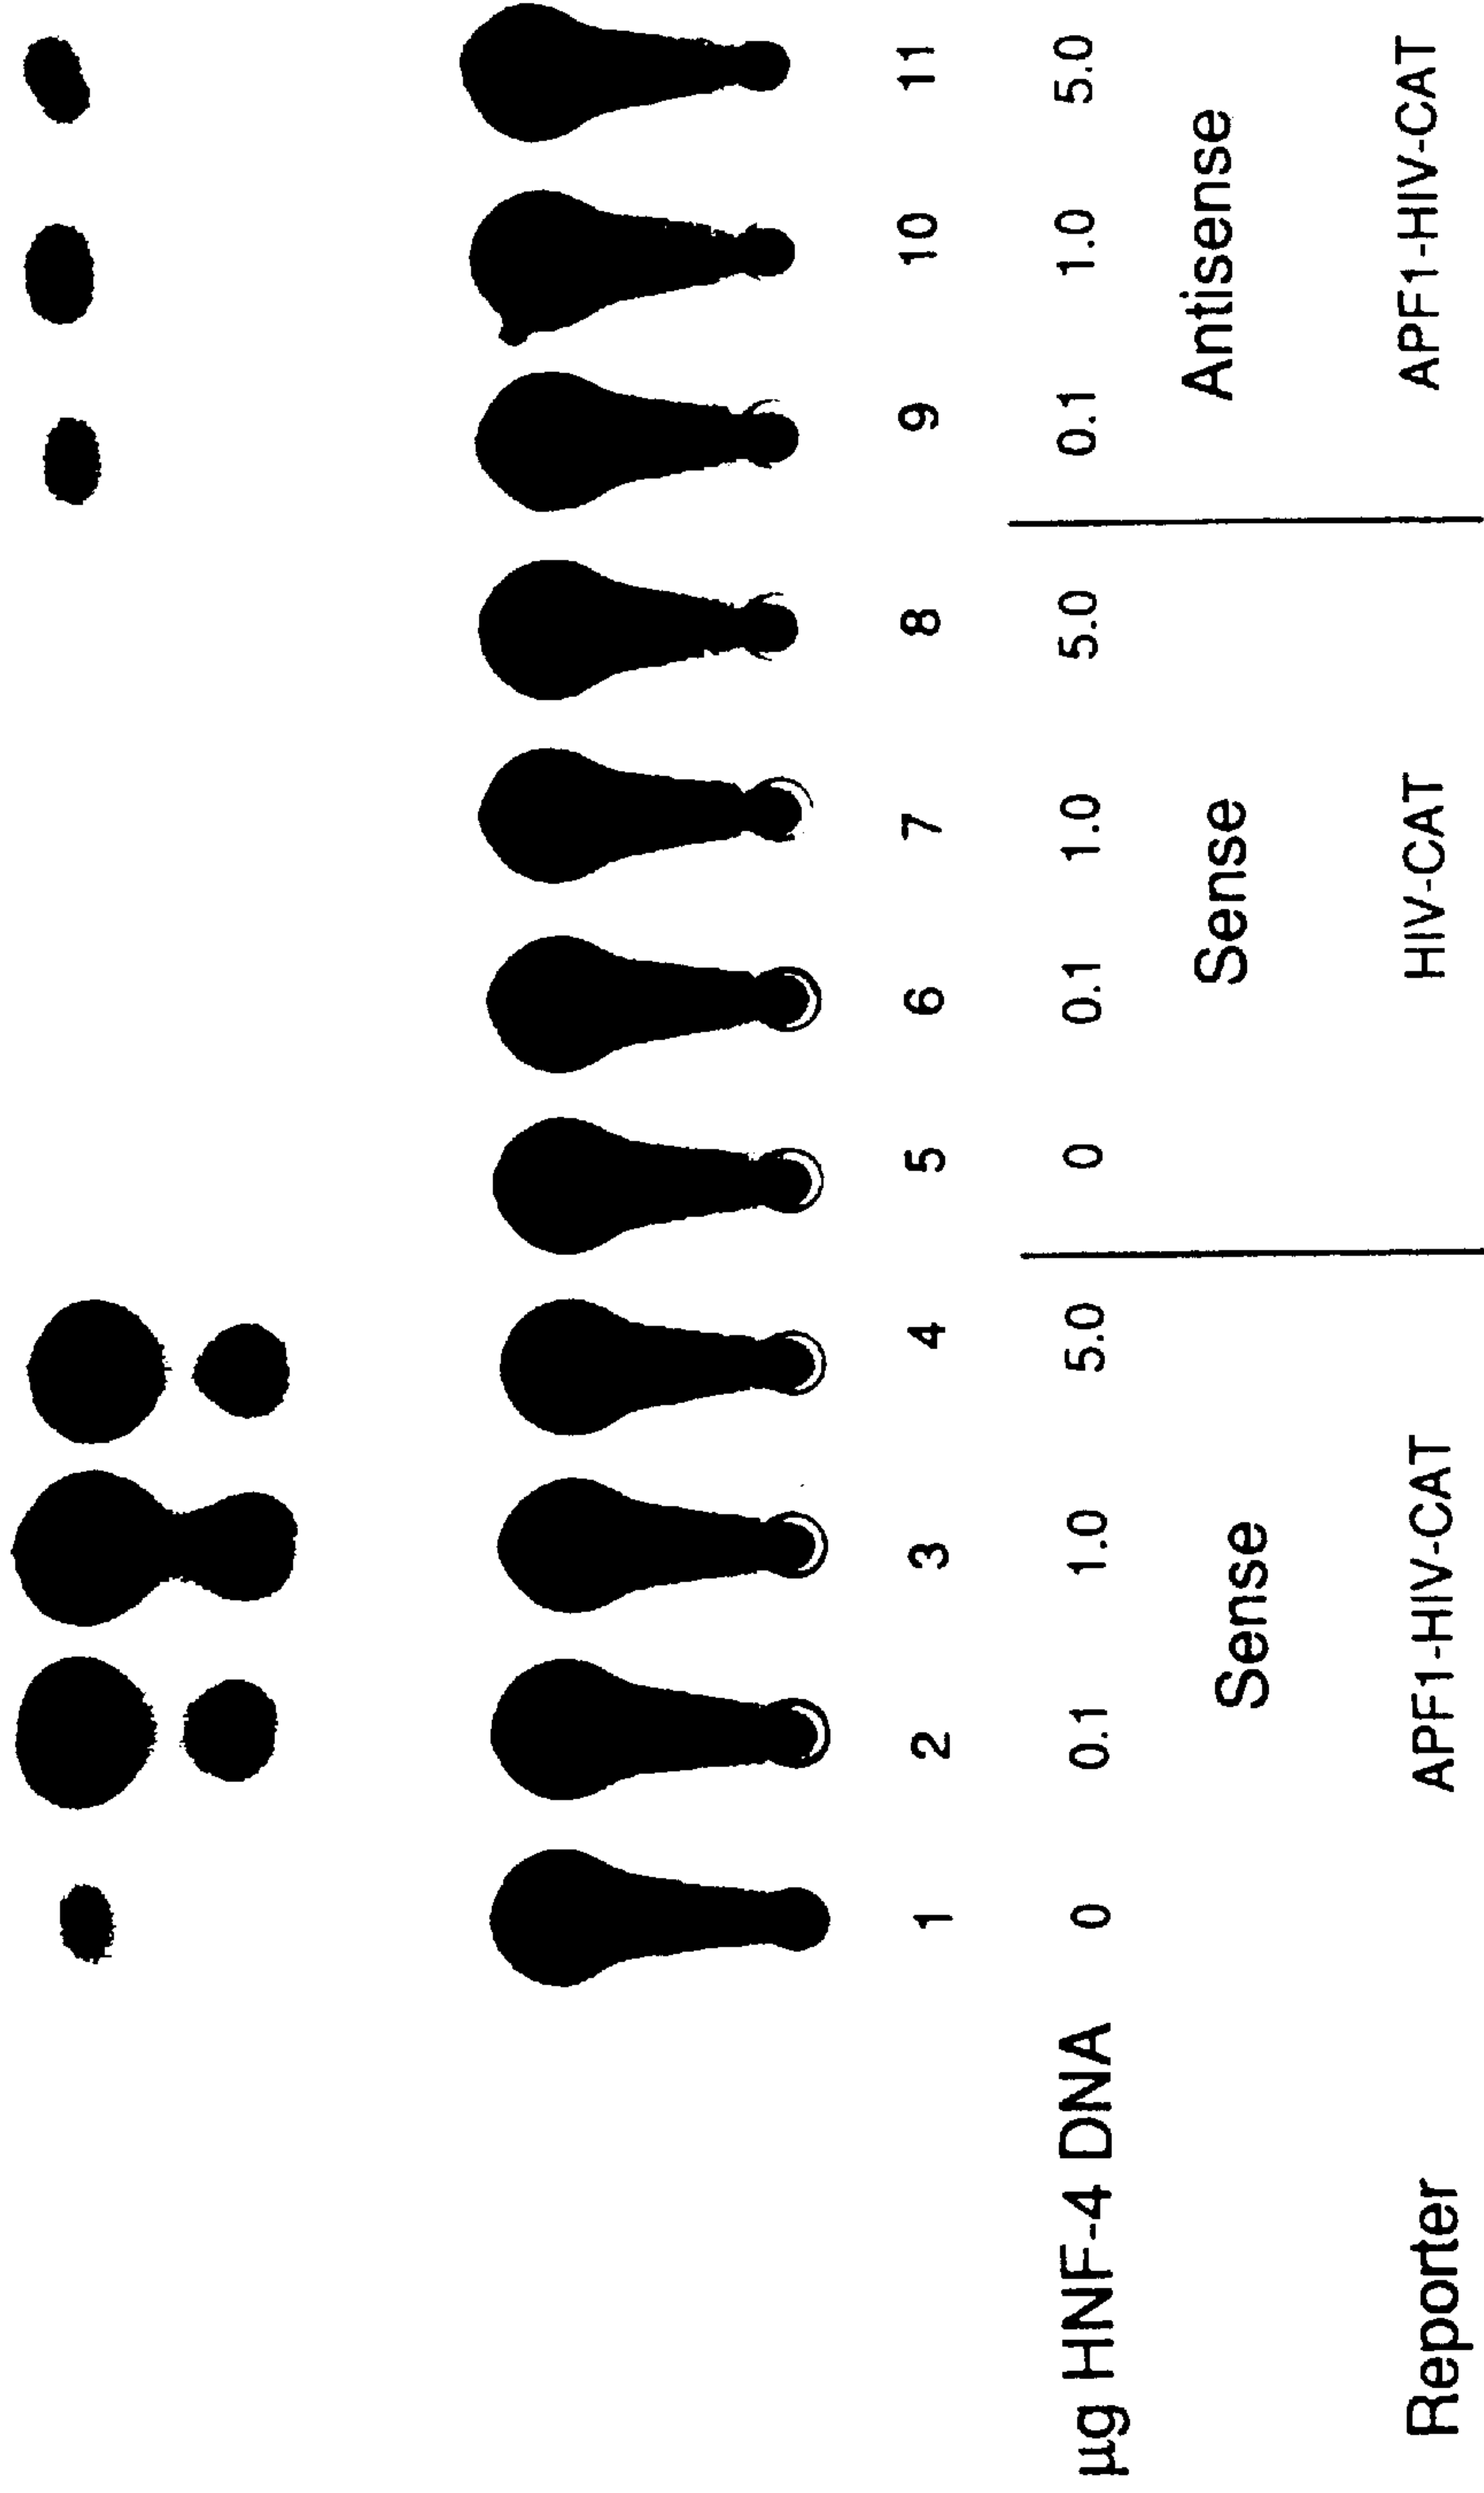 1 2 3 4 5 6 7 8 9 10 11
µg HNF-4 DNA 0 0.1 1.0 5.0 0 0.1 1.0 5.0 0.1 1.0 5.0
Sense Sense Antisense
Reporter APF1-HIV-CAT HIV-CAT APF1-HIV-CAT